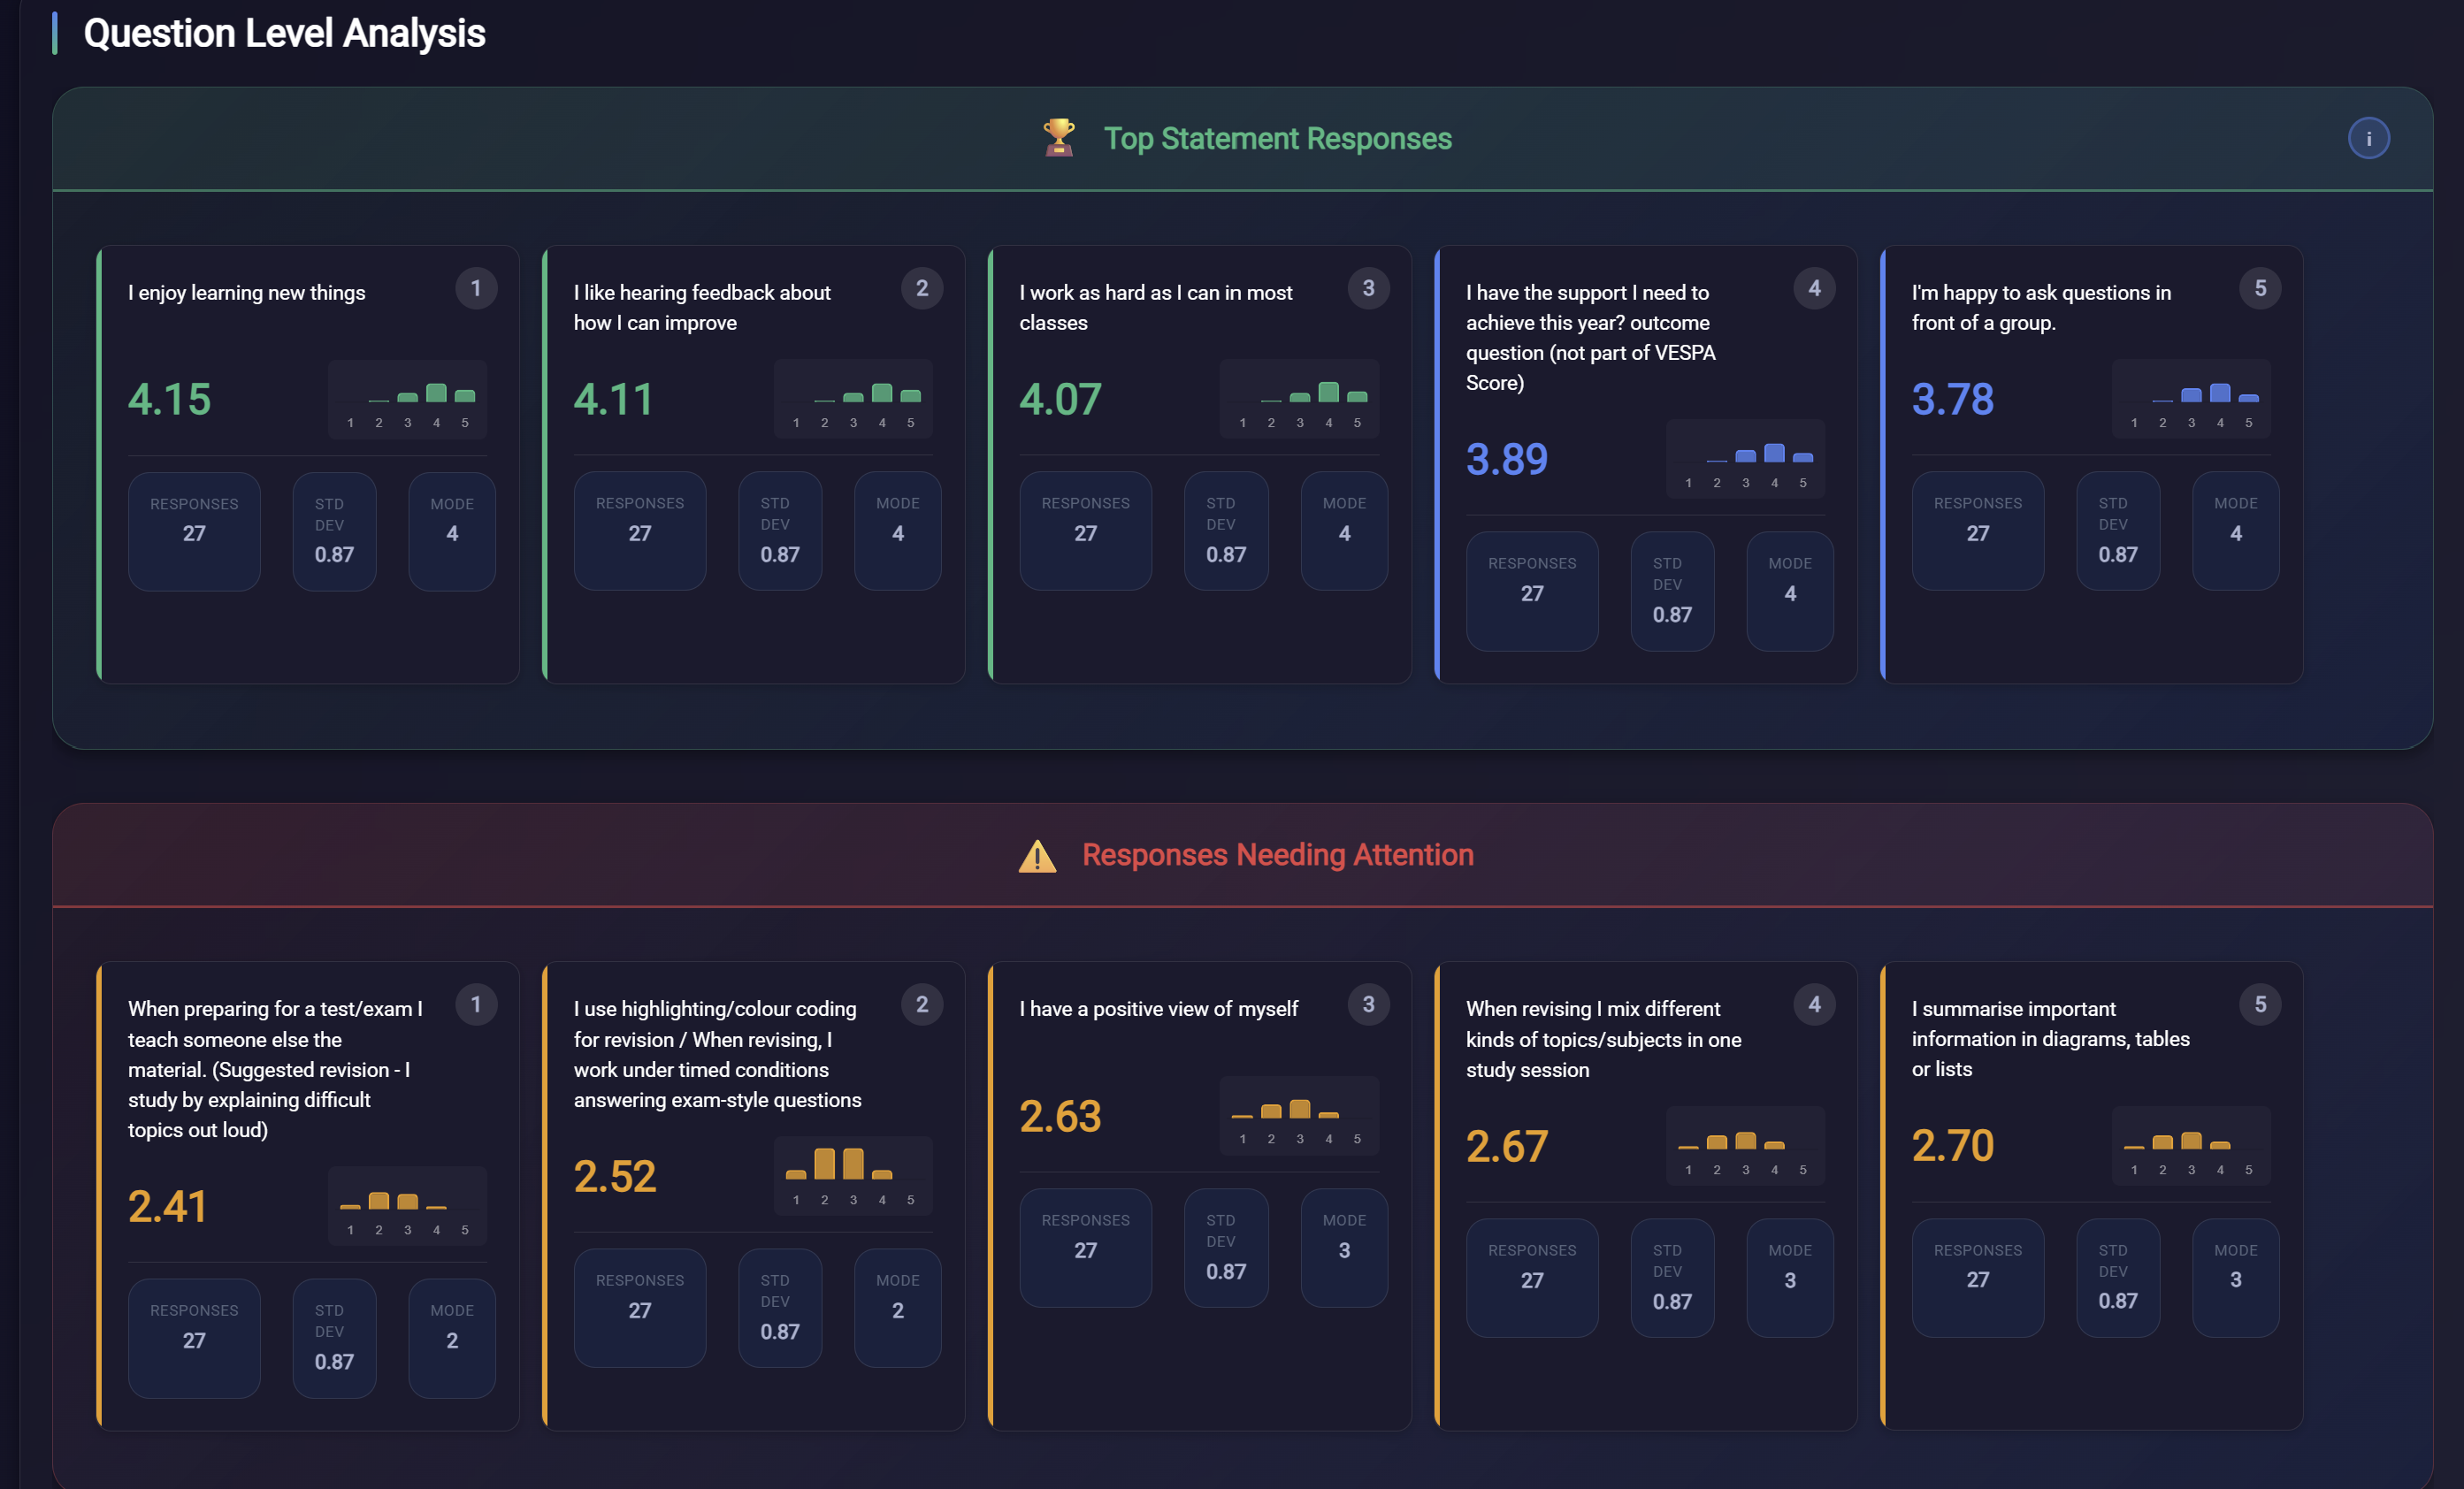 Question Level Analysis
Top Statement Responses
i
I enjoy learning new things
1
4.15
1 2 3 4 5
RESPONSES
27
STD
DEV
0.87
MODE
4
I like hearing feedback about
how I can improve
2
4.11
1 2 3 4 5
RESPONSES
27
STD
DEV
0.87
MODE
4
I work as hard as I can in most
classes
3
4.07
1 2 3 4 5
RESPONSES
27
STD
DEV
0.87
MODE
4
I have the support I need to
achieve this year? outcome
question (not part of VESPA
Score)
4
3.89
1 2 3 4 5
RESPONSES
27
STD
DEV
0.87
MODE
4
I'm happy to ask questions in
front of a group.
5
3.78
1 2 3 4 5
RESPONSES
27
STD
DEV
0.87
MODE
4
Responses Needing Attention
When preparing for a test/exam I
teach someone else the
material. (Suggested revision - I
study by explaining difficult
topics out loud)
1
2.41
1 2 3 4 5
RESPONSES
27
STD
DEV
0.87
MODE
2
I use highlighting/colour coding
for revision / When revising, I
work under timed conditions
answering exam-style questions
2
2.52
1 2 3 4 5
RESPONSES
27
STD
DEV
0.87
MODE
2
I have a positive view of myself
3
2.63
1 2 3 4 5
RESPONSES
27
STD
DEV
0.87
MODE
3
When revising I mix different
kinds of topics/subjects in one
study session
4
2.67
1 2 3 4 5
RESPONSES
27
STD
DEV
0.87
MODE
3
I summarise important
information in diagrams, tables
or lists
5
2.70
1 2 3 4 5
RESPONSES
27
STD
DEV
0.87
MODE
3